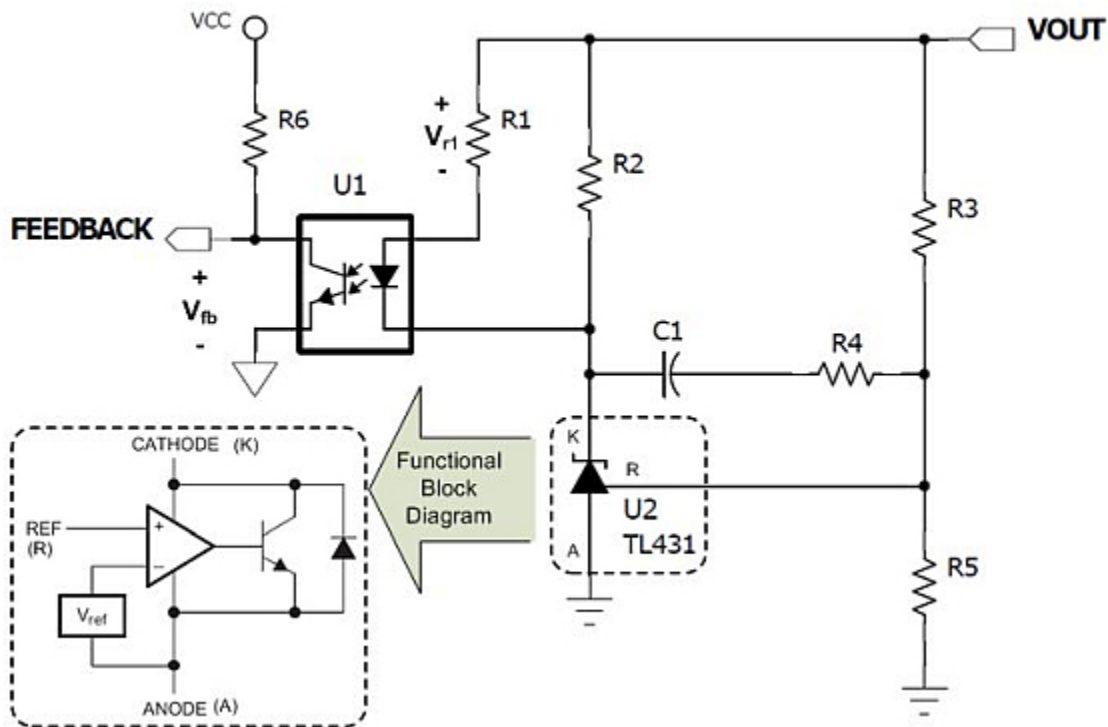 VCC
VOUT
R6
+
Vr1
-
R1
R2
R3
U1
FEEDBACK
+
Vfb
-
C1
R4
K
R
U2
TL431
A
R5
Functional
Block
Diagram
CATHODE (K)
REF
(R)
+
−
Vref
ANODE (A)